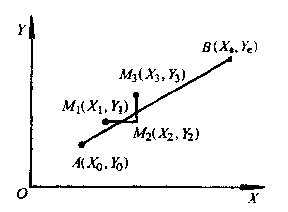 Y
B(Xₑ, Yₑ)
M₃(X₃, Y₃)
M₁(X₁, Y₁)
M₂(X₂, Y₂)
A(X₀, Y₀)
O
X